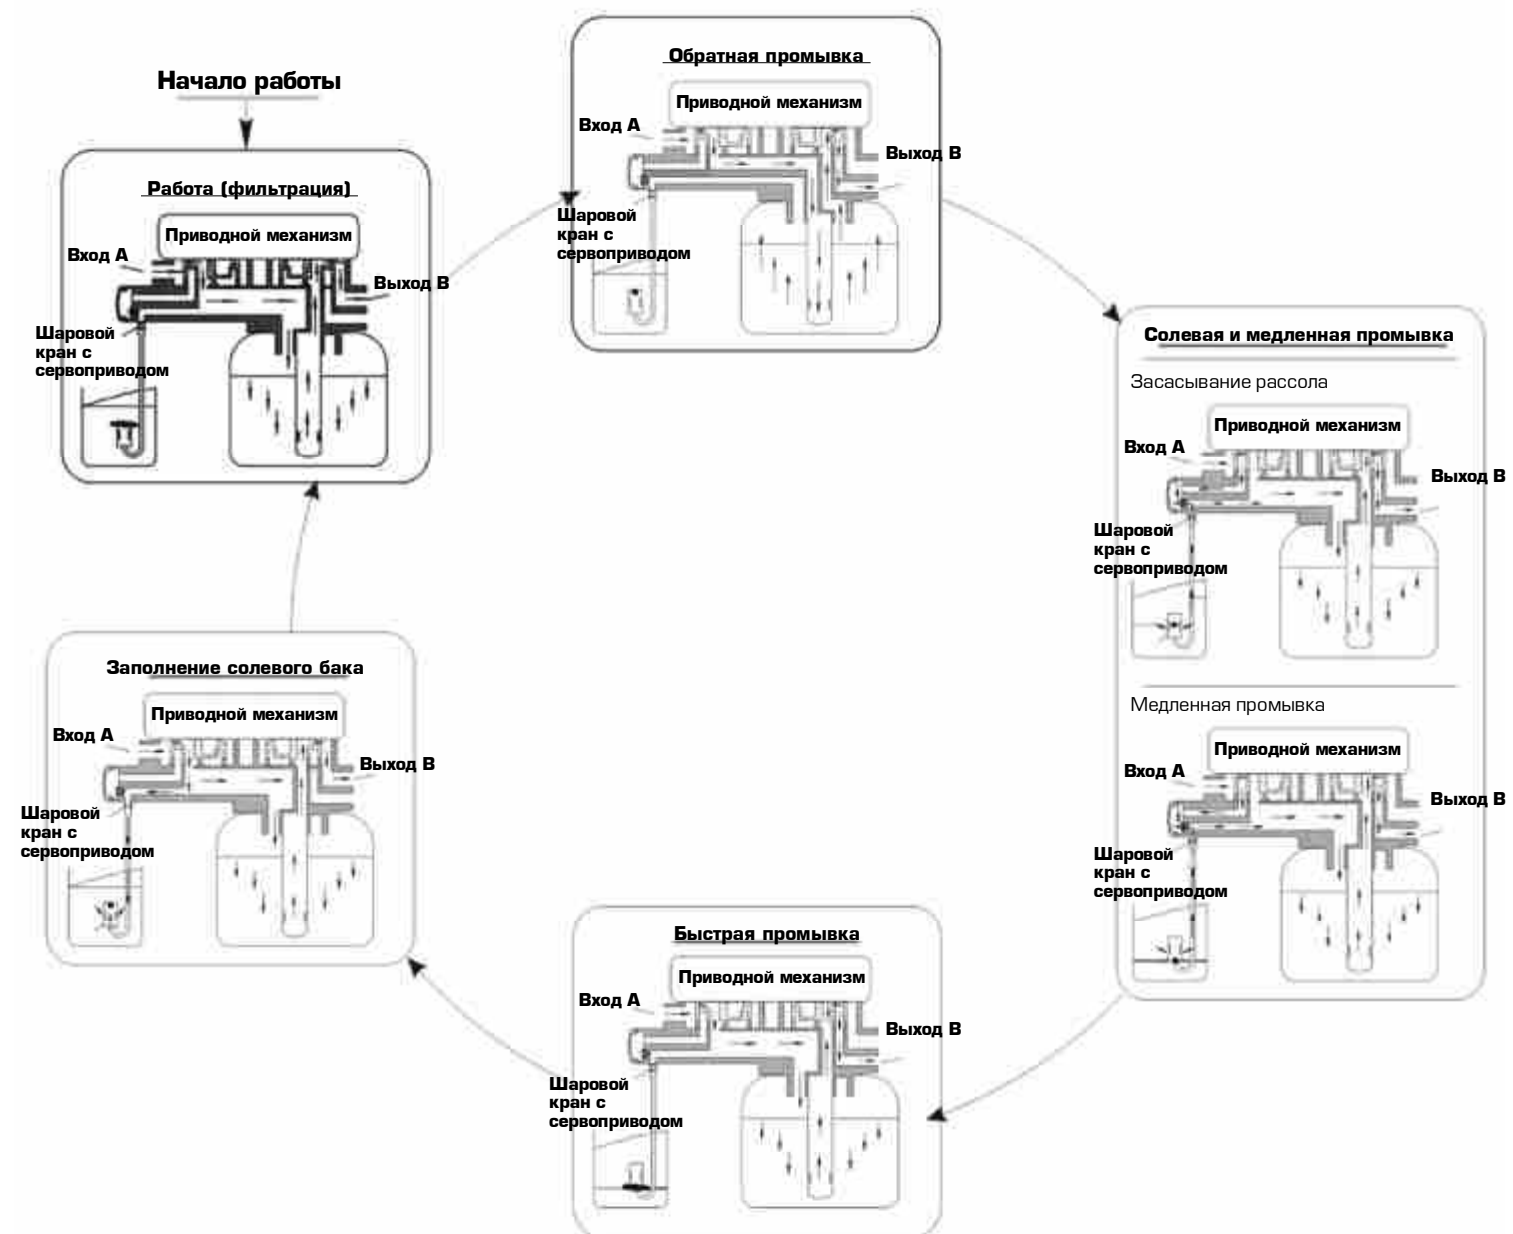 Начало работы
Работа (фильтрация)
Приводной механизм
Вход А
Выход В
Шаровой
кран с
сервоприводом
Обратная промывка
Приводной механизм
Вход А
Выход В
Шаровой
кран с
сервоприводом
Солевая и медленная промывка
Засасывание рассола
Приводной механизм
Вход А
Выход В
Шаровой
кран с
сервоприводом
Медленная промывка
Приводной механизм
Вход А
Выход В
Шаровой
кран с
сервоприводом
Быстрая промывка
Приводной механизм
Вход А
Выход В
Шаровой
кран с
сервоприводом
Заполнение солевого бака
Приводной механизм
Вход А
Выход В
Шаровой
кран с
сервоприводом